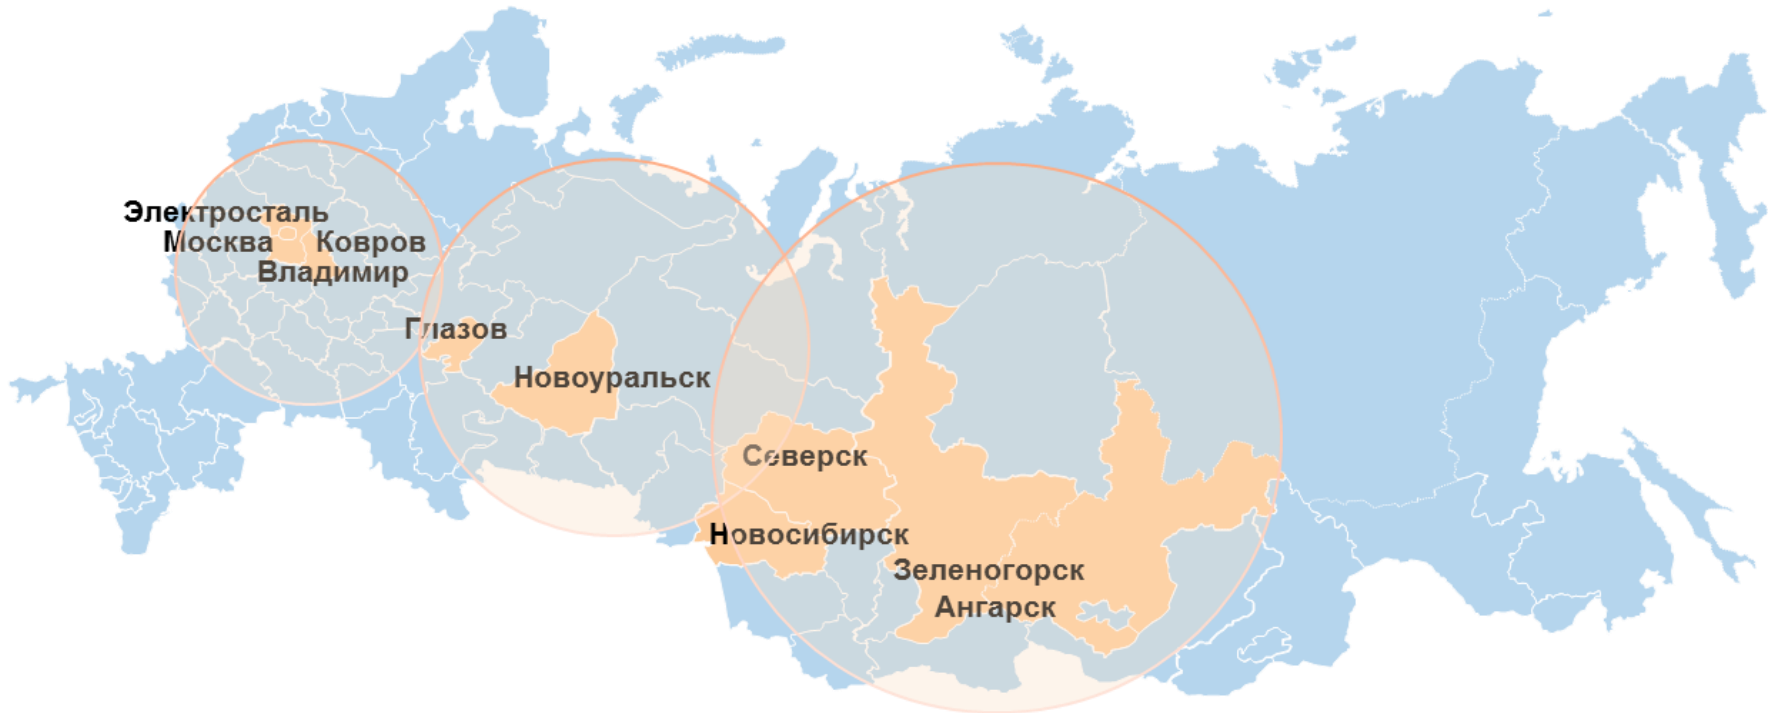 Электросталь
Москва
Ковров
Владимир
Глазов
Новоуральск
Северск
Новосибирск
Зеленогорск
Ангарск